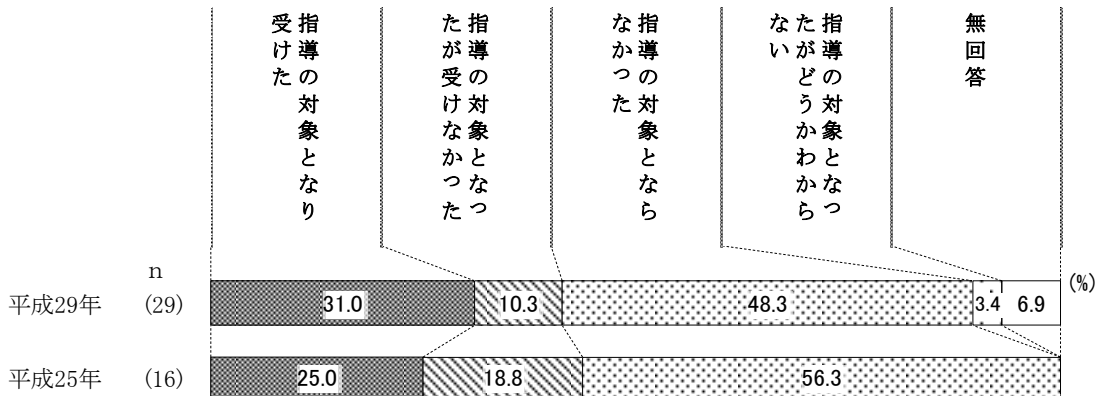 指導の対象となり
受けた
指導の対象となっ
たが受けなかった
指導の対象となら
なかった
指導の対象となっ
たがどうかわから
ない
無回答
n
(%)
平成29年 (29) 31.0 10.3 48.3 3.4 6.9
平成25年 (16) 25.0 18.8 56.3